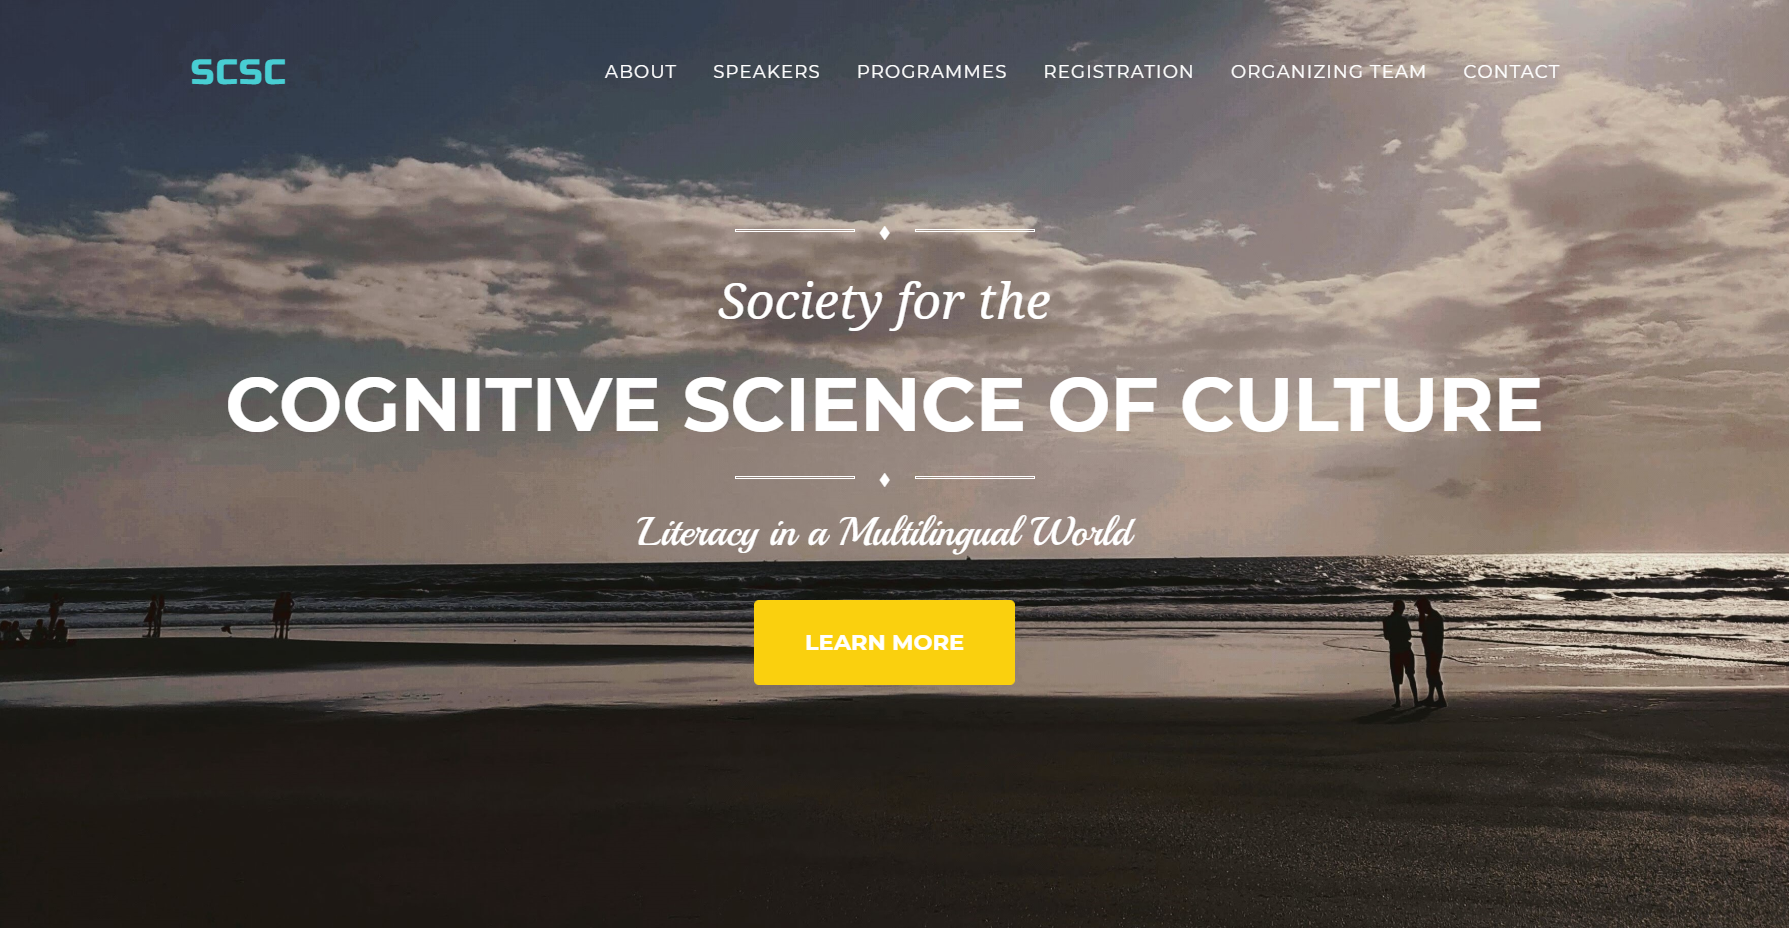 SCSC
ABOUT SPEAKERS PROGRAMMES REGISTRATION ORGANIZING TEAM CONTACT
Society for the
COGNITIVE SCIENCE OF CULTURE
Literacy in a Multilingual World
LEARN MORE